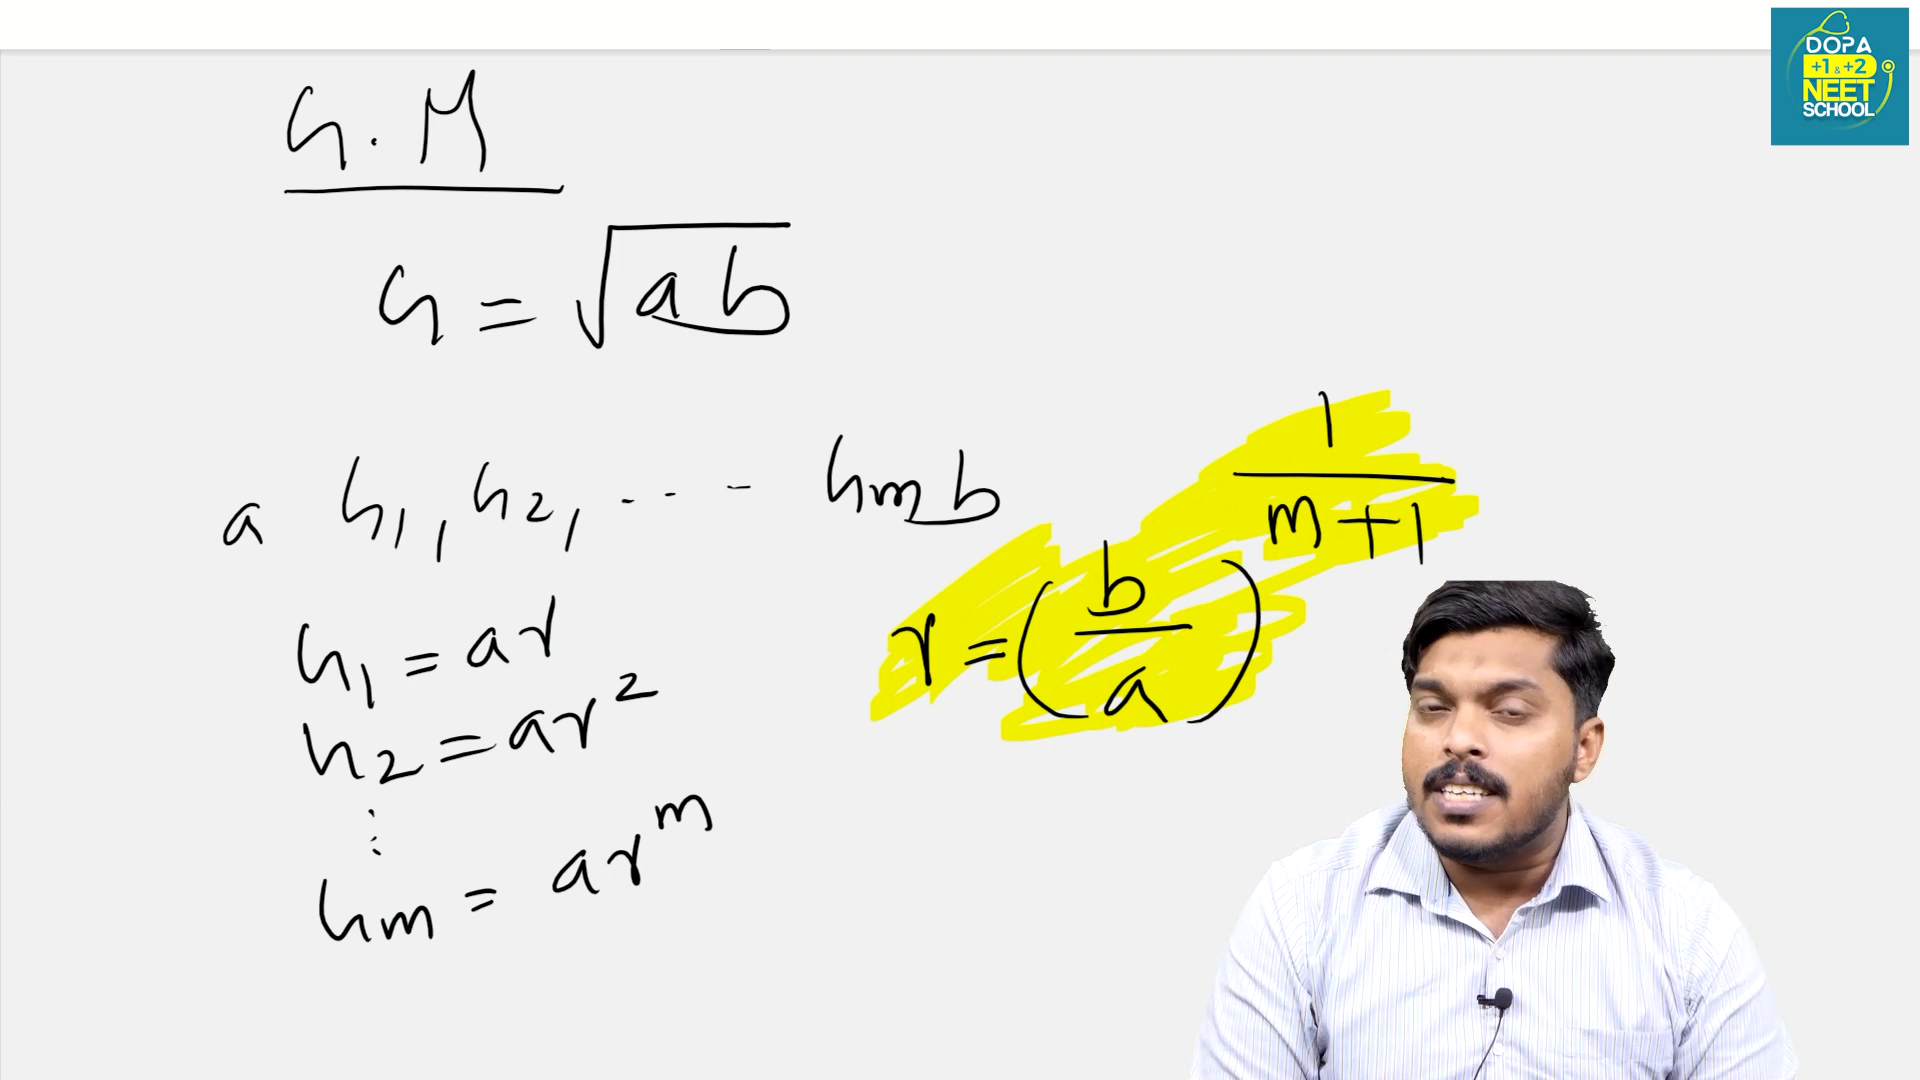 G.M
G = √ab
a G1, G2, ... - Gm b
r = (b/a)^1/m+1
G1 = ar
G2 = ar²
⋮
Gm = ar^m
DOPA
+1 & +2
NEET
SCHOOL